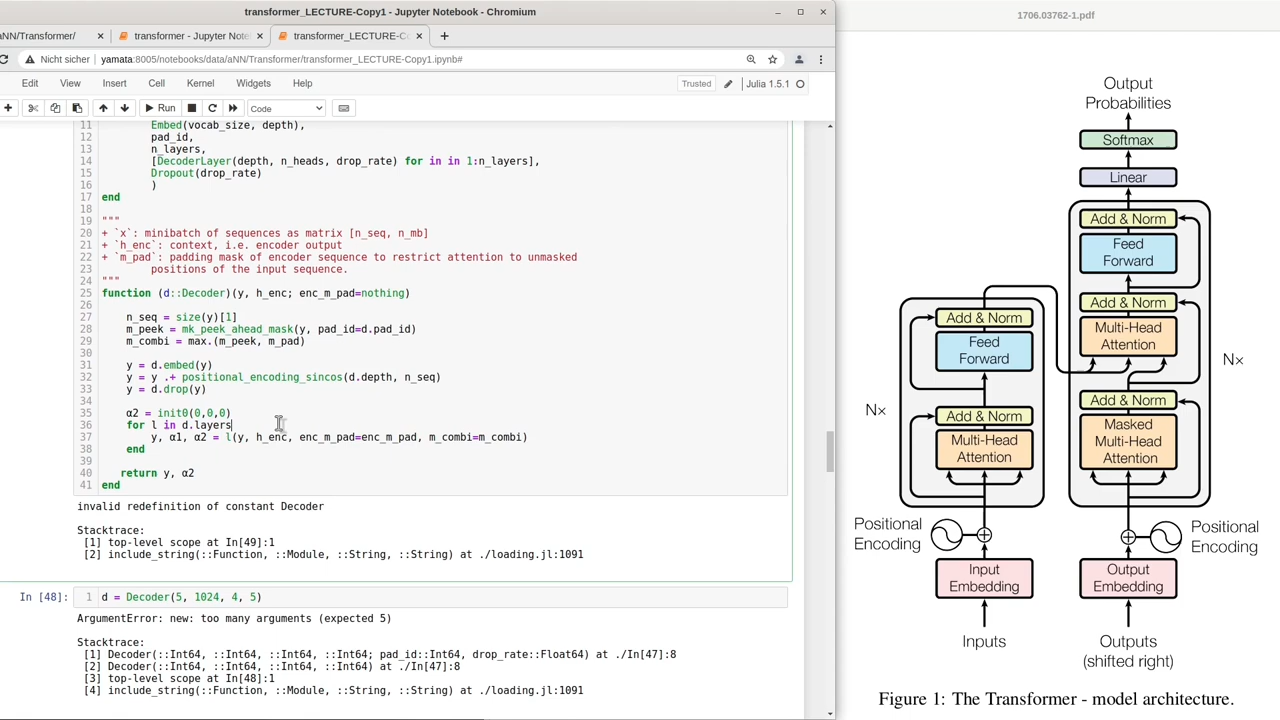 transformer_LECTURE-Copy1 - Jupyter Notebook - Chromium
aNN/Transformer/
transformer - Jupyter Note
transformer_LECTURE-C
Nicht sicher
yamata:8005/notebooks/data/aNN/Transformer/transformer_LECTURE-Copy1.ipynb#
Edit View Insert Cell Kernel Widgets Help
Trusted
Julia 1.5.1
Run
Code
11 Embed(vocab_size, depth),
12 pad_id,
13 n_layers,
14 [DecoderLayer(depth, n_heads, drop_rate) for in in 1:n_layers],
15 Dropout(drop_rate)
16 )
17 end
18
19 """
20 + `x`: minibatch of sequences as matrix [n_seq, n_mb]
21 + `h_enc`: context, i.e. encoder output
22 + `m_pad`: padding mask of encoder sequence to restrict attention to unmasked
23 positions of the input sequence.
24 """
25 function (d::Decoder)(y, h_enc; enc_m_pad=nothing)
26
27 n_seq = size(y)[1]
28 m_peek = mk_peek_ahead_mask(y, pad_id=d.pad_id)
29 m_combi = max.(m_peek, m_pad)
30
31 y = d.embed(y)
32 y = y .+ positional_encoding_sincos(d.depth, n_seq)
33 y = d.drop(y)
34
35 α2 = init0(0,0,0)
36 for l in d.layers
37 y, α1, α2 = l(y, h_enc, enc_m_pad=enc_m_pad, m_combi=m_combi)
38 end
39
40 return y, α2
41 end
invalid redefinition of constant Decoder
Stacktrace:
[1] top-level scope at In[49]:1
[2] include_string(::Function, ::Module, ::String, ::String) at ./loading.jl:1091
In [48]: 1 d = Decoder(5, 1024, 4, 5)
ArgumentError: new: too many arguments (expected 5)
Stacktrace:
[1] Decoder(::Int64, ::Int64, ::Int64, ::Int64; pad_id::Int64, drop_rate::Float64) at ./In[47]:8
[2] Decoder(::Int64, ::Int64, ::Int64, ::Int64) at ./In[47]:8
[3] top-level scope at In[48]:1
[4] include_string(::Function, ::Module, ::String, ::String) at ./loading.jl:1091
1706.03762-1.pdf
Output
Probabilities
Softmax
Linear
Add & Norm
Feed
Forward
Add & Norm
Multi-Head
Attention
N×
Add & Norm
Masked
Multi-Head
Attention
Add & Norm
Feed
Forward
N×
Add & Norm
Multi-Head
Attention
Positional
Encoding
Positional
Encoding
Input
Embedding
Output
Embedding
Inputs
Outputs
(shifted right)
Figure 1: The Transformer - model architecture.